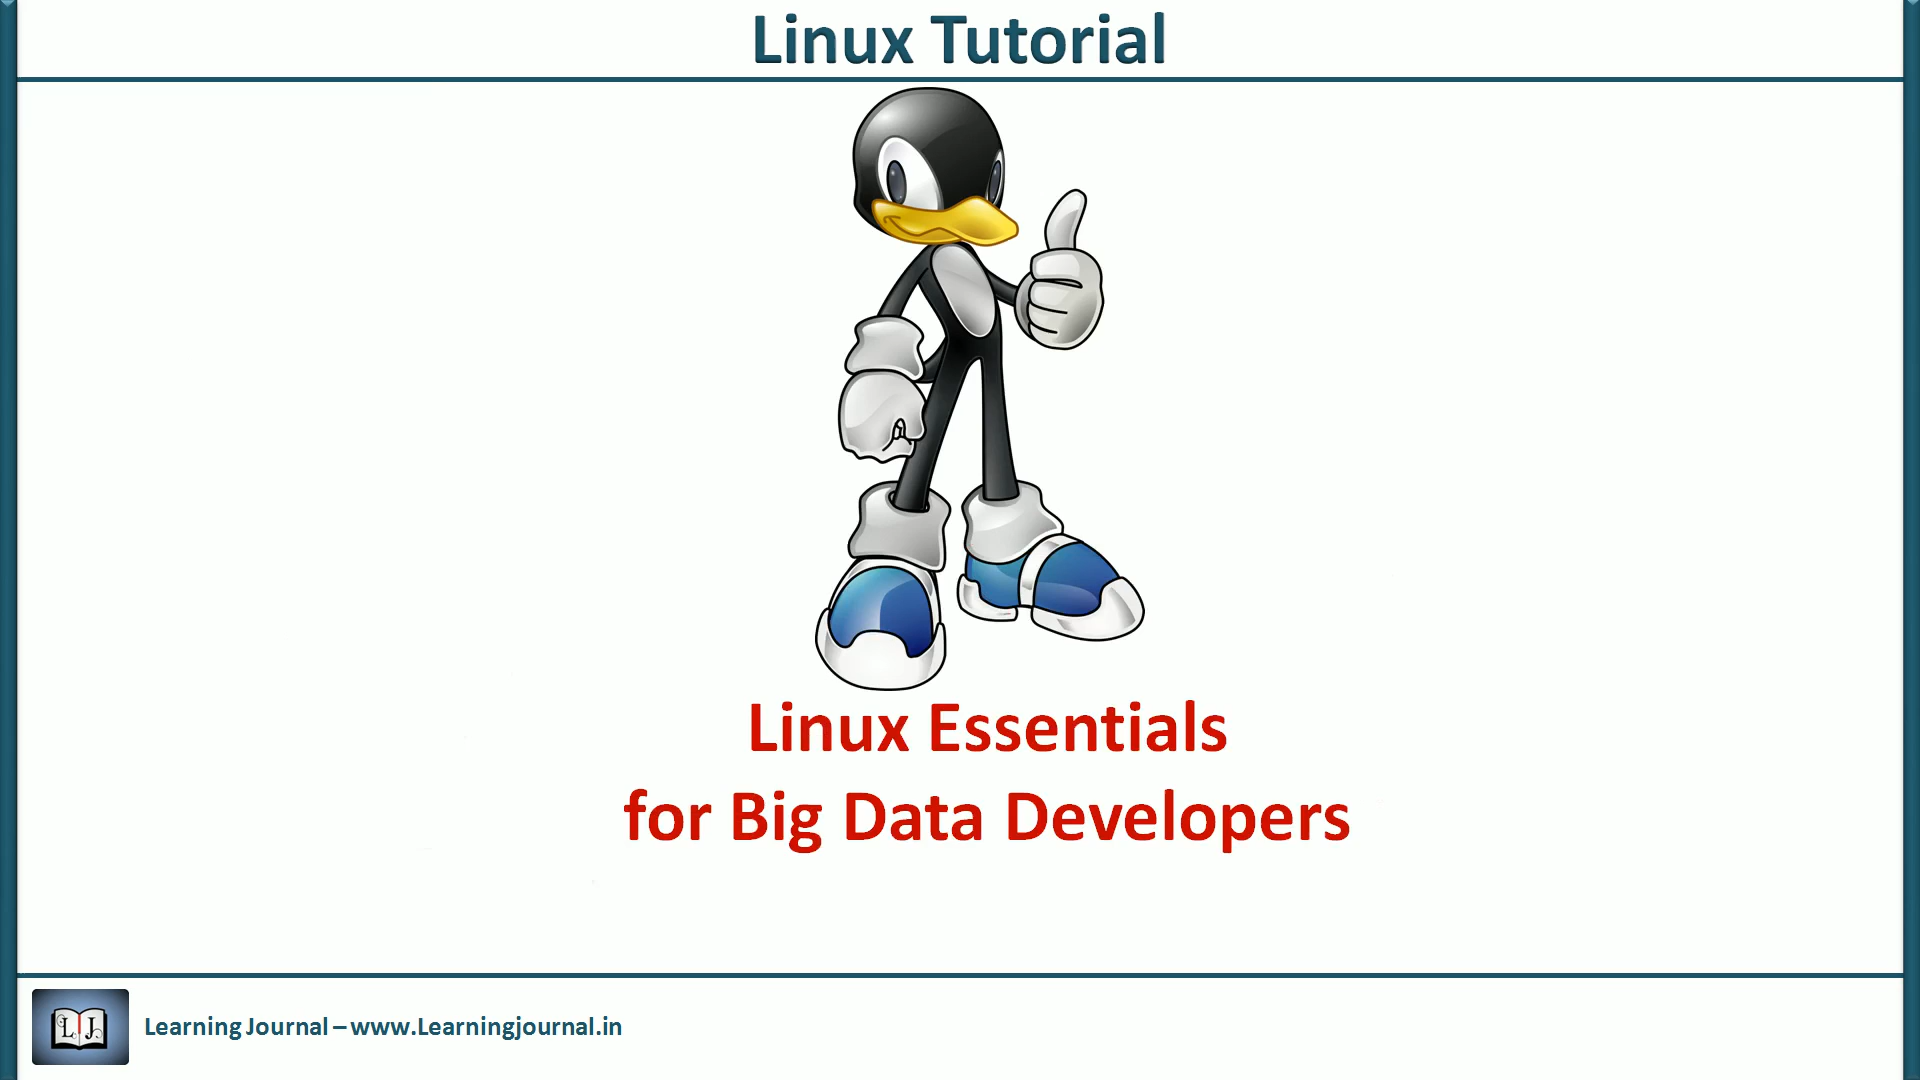 Linux Tutorial
Linux Essentials
for Big Data Developers
L J
Learning Journal – www.Learningjournal.in